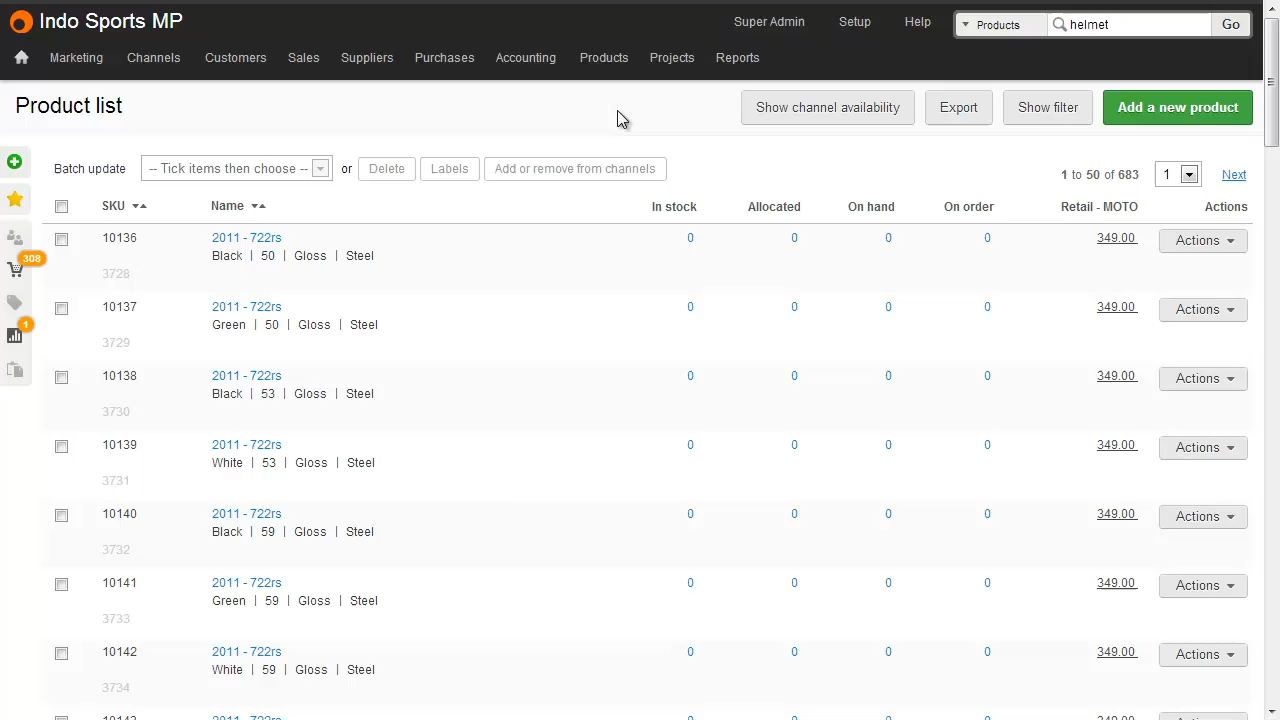 Indo Sports MP
Super Admin Setup Help Products helmet Go
Marketing Channels Customers Sales Suppliers Purchases Accounting Products Projects Reports
Product list
Show channel availability Export Show filter Add a new product
Batch update -- Tick items then choose -- or Delete Labels Add or remove from channels 1 to 50 of 683 1 Next
SKU Name In stock Allocated On hand On order Retail - MOTO Actions
10136 2011 - 722rs 0 0 0 0 349.00 Actions
Black | 50 | Gloss | Steel
3728
308
10137 2011 - 722rs 0 0 0 0 349.00 Actions
Green | 50 | Gloss | Steel
1
3729
10138 2011 - 722rs 0 0 0 0 349.00 Actions
Black | 53 | Gloss | Steel
3730
10139 2011 - 722rs 0 0 0 0 349.00 Actions
White | 53 | Gloss | Steel
3731
10140 2011 - 722rs 0 0 0 0 349.00 Actions
Black | 59 | Gloss | Steel
3732
10141 2011 - 722rs 0 0 0 0 349.00 Actions
Green | 59 | Gloss | Steel
3733
10142 2011 - 722rs 0 0 0 0 349.00 Actions
White | 59 | Gloss | Steel
3734